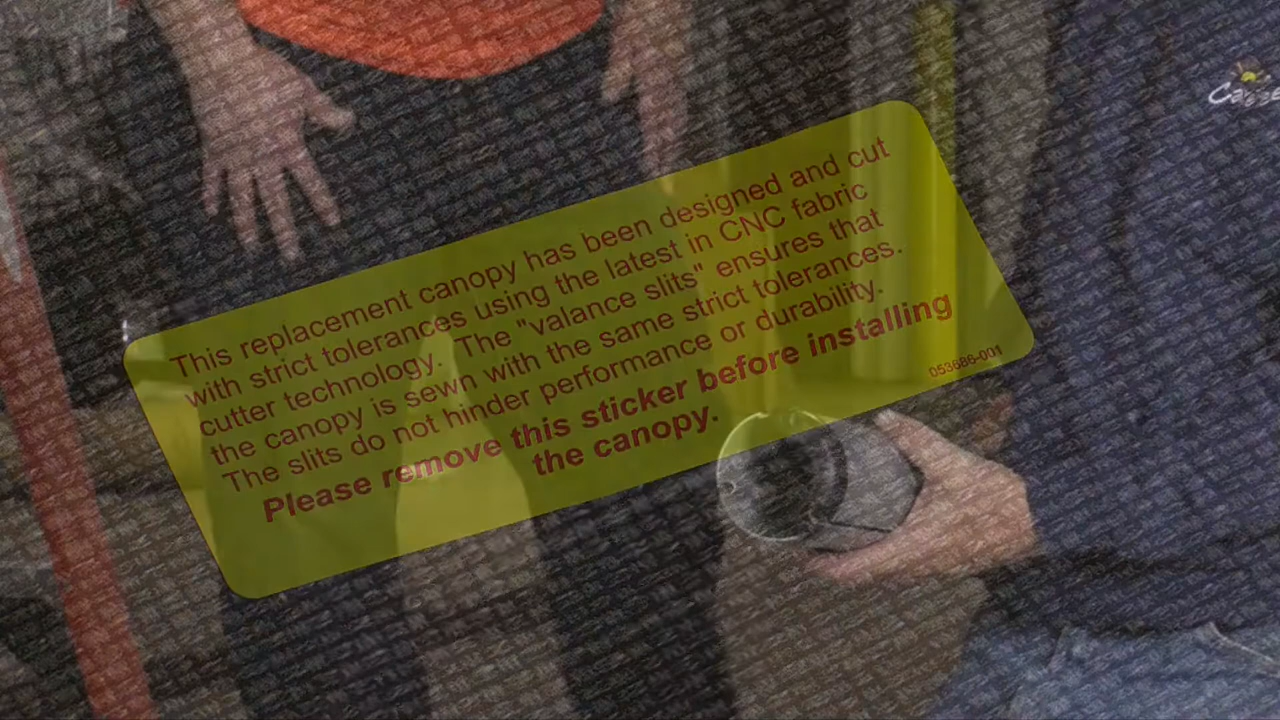 This replacement canopy has been designed and cut
with strict tolerances using the latest in CNC fabric
cutter technology. The "valance slits" ensures that
the canopy is sewn with the same strict tolerances.
The slits do not hinder performance or durability.
Please remove this sticker before installing
the canopy.
053686-001